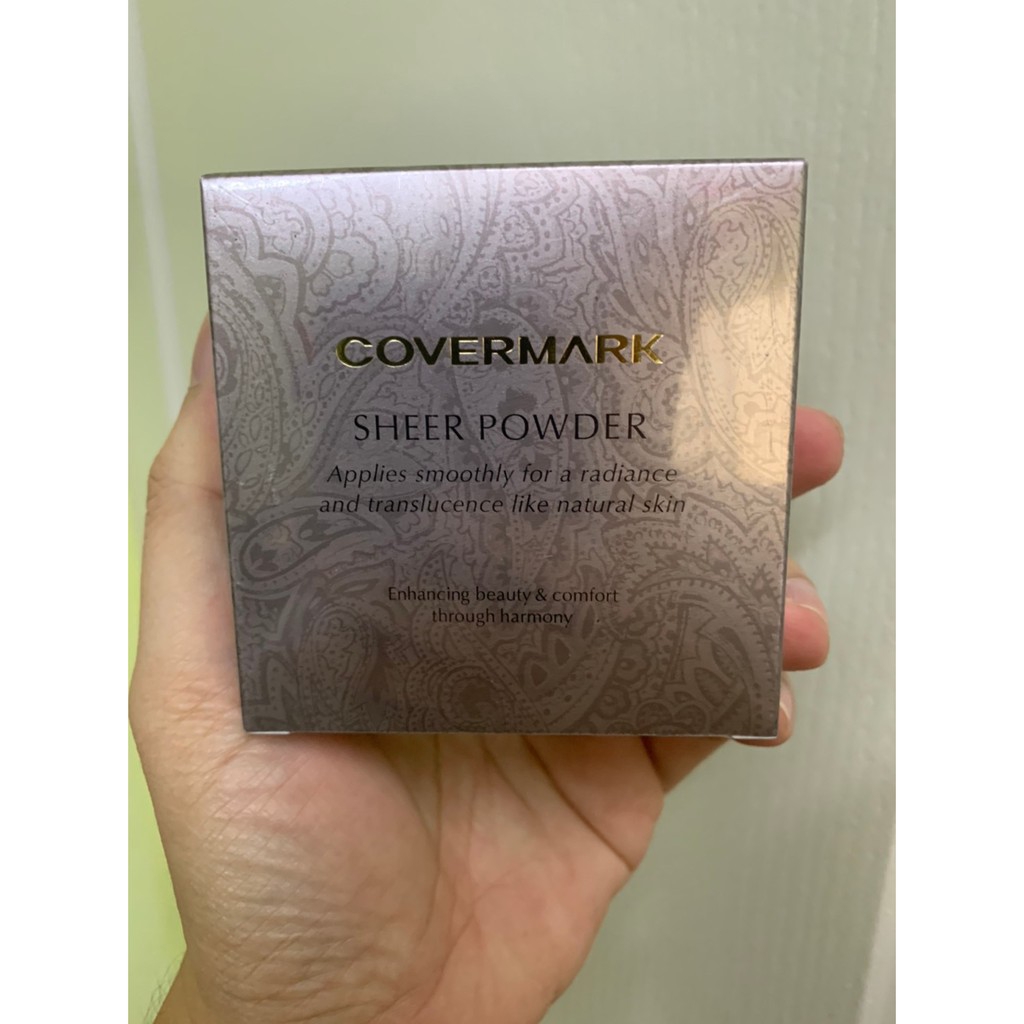 COVERMARK
SHEER POWDER
Applies smoothly for a radiance
and translucence like natural skin
Enhancing beauty & comfort
through harmony